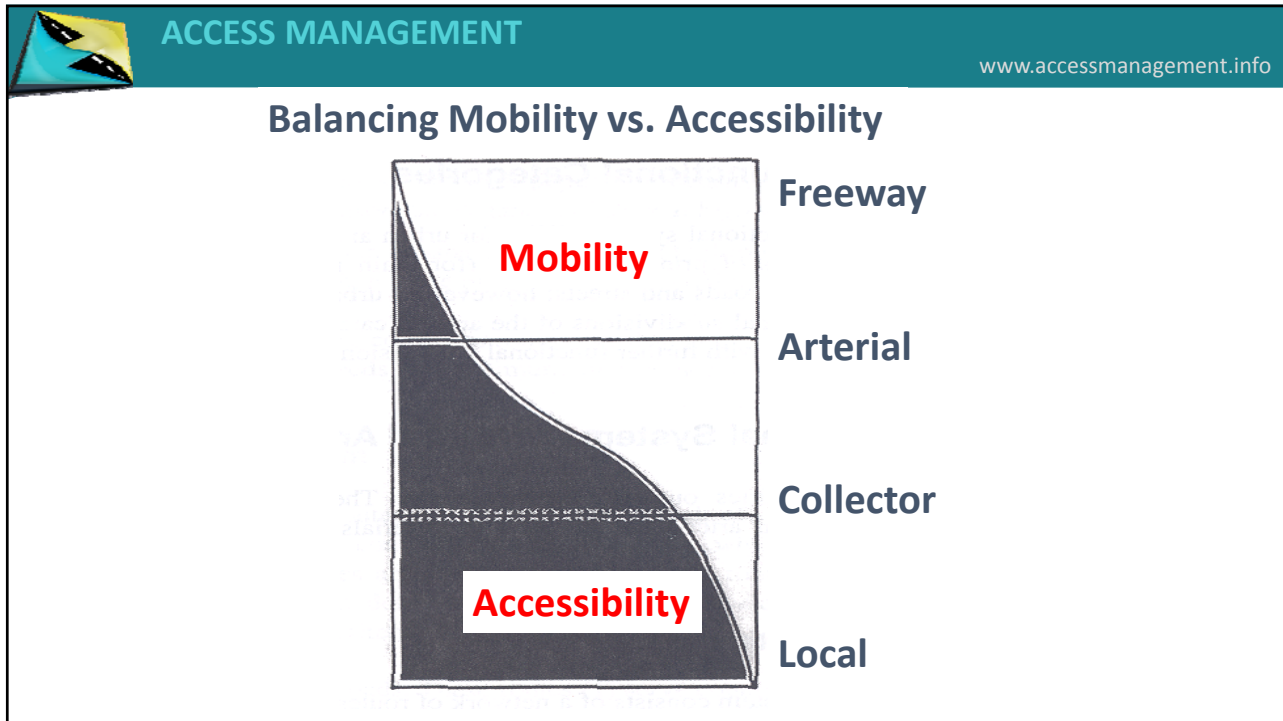 ACCESS MANAGEMENT
www.accessmanagement.info
Balancing Mobility vs. Accessibility
Freeway
Mobility
Arterial
Collector
Accessibility
Local